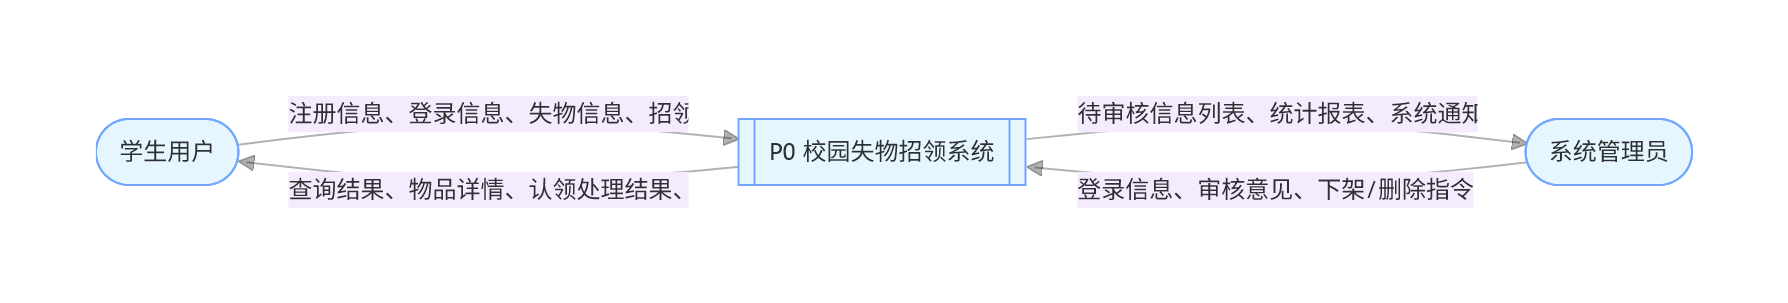 注册信息、登录信息、失物信息、招领
待审核信息列表、统计报表、系统通知
学生用户
P0 校园失物招领系统
系统管理员
查询结果、物品详情、认领处理结果、
登录信息、审核意见、下架/删除指令